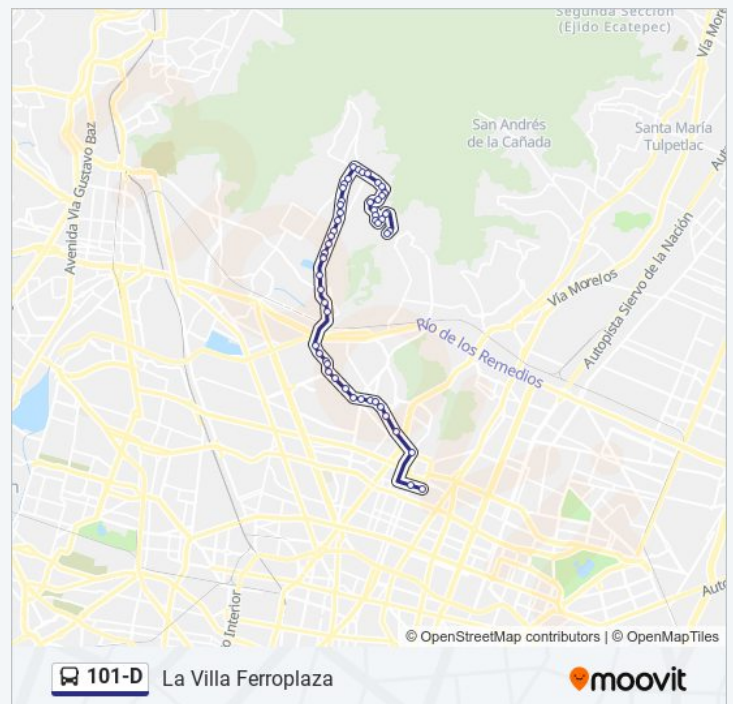 Segunda Sección
(Ejido Ecatepec)
Vía More
San Andrés
de la Cañada
Santa María
Tulpetlac
Aut
Avenida Vía Gustavo Baz
Autopista Siervo de la Nación
Vía Morelos
Río de los Remedios
n
o Interior
Auto
© OpenStreetMap contributors | © OpenMapTiles
101-D La Villa Ferroplaza
moovit